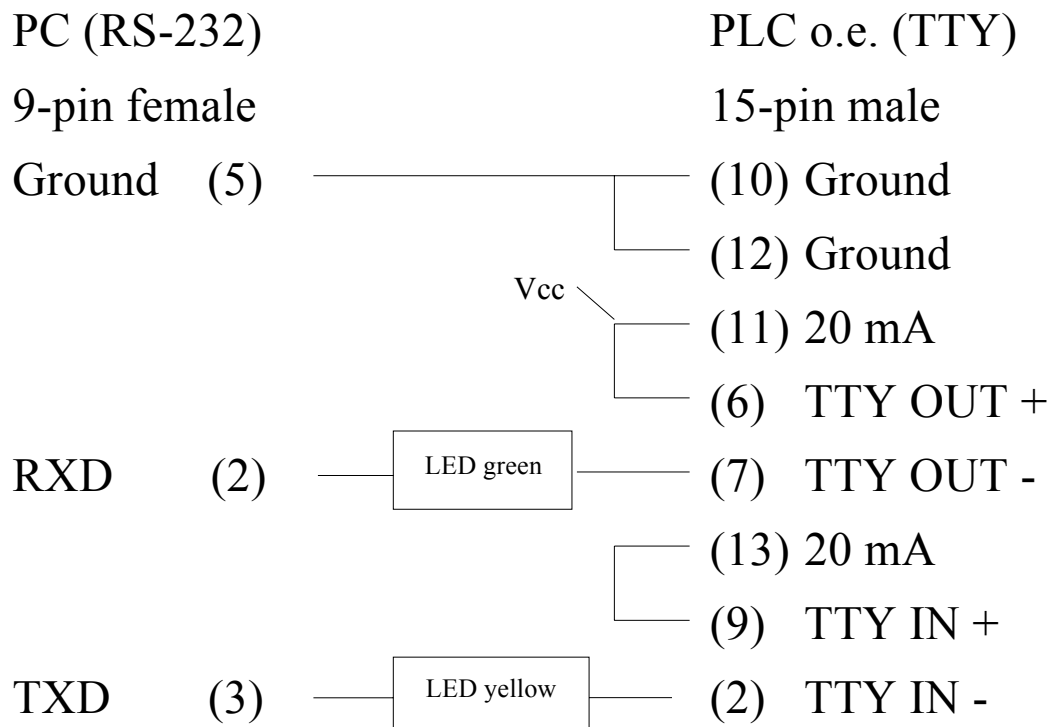 PC (RS-232) PLC o.e. (TTY)
9-pin female 15-pin male
Ground (5) (10) Ground
(12) Ground
Vcc
(11) 20 mA
(6) TTY OUT +
RXD (2) LED green (7) TTY OUT -
(13) 20 mA
(9) TTY IN +
TXD (3) LED yellow (2) TTY IN -